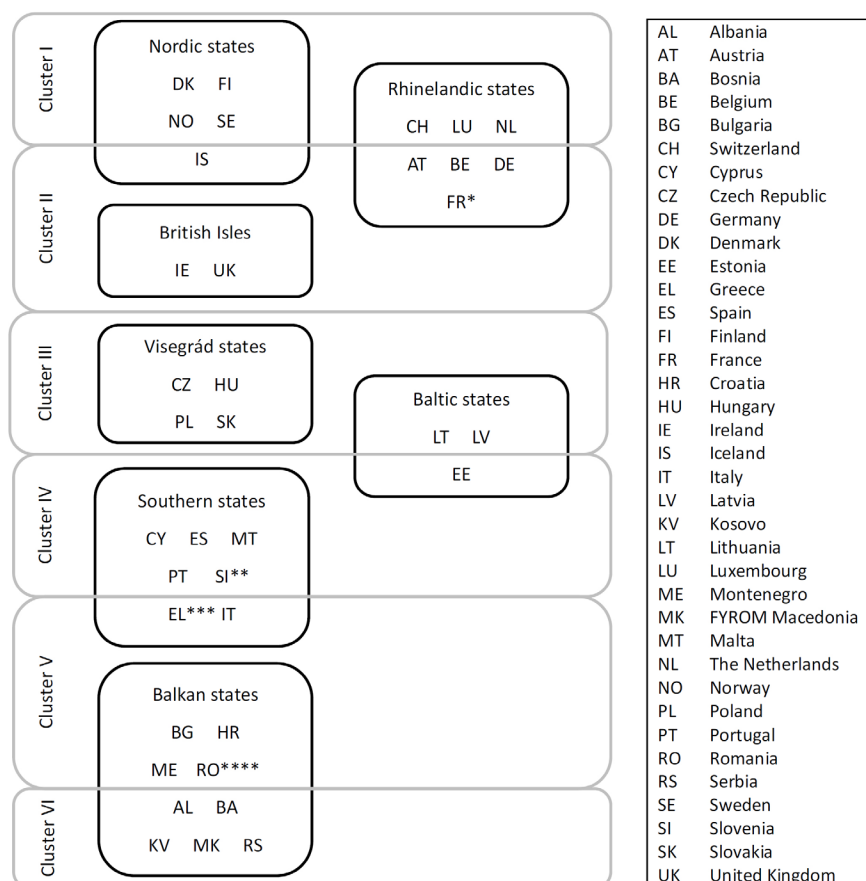 Cluster I
Nordic states
DK FI
NO SE
IS
Rhinelandic states
CH LU NL
AT BE DE
FR*
Cluster II
British Isles
IE UK
Cluster III
Visegrád states
CZ HU
PL SK
Baltic states
LT LV
EE
Cluster IV
Southern states
CY ES MT
PT SI**
EL*** IT
Cluster V
Balkan states
BG HR
ME RO****
Cluster VI
AL BA
KV MK RS
AL Albania
AT Austria
BA Bosnia
BE Belgium
BG Bulgaria
CH Switzerland
CY Cyprus
CZ Czech Republic
DE Germany
DK Denmark
EE Estonia
EL Greece
ES Spain
FI Finland
FR France
HR Croatia
HU Hungary
IE Ireland
IS Iceland
IT Italy
LV Latvia
KV Kosovo
LT Lithuania
LU Luxembourg
ME Montenegro
MK FYROM Macedonia
MT Malta
NL The Netherlands
NO Norway
PL Poland
PT Portugal
RO Romania
RS Serbia
SE Sweden
SI Slovenia
SK Slovakia
UK United Kingdom